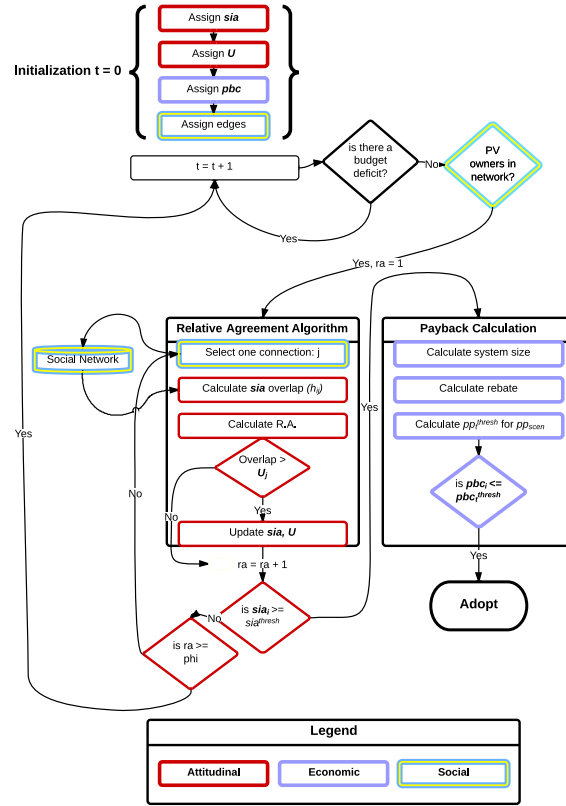 Assign sia
Assign U
Initialization t = 0
Assign pbc
Assign edges
is there a
budget
deficit?
No
PV
owners in
network?
t = t + 1
Yes
Yes, ra = 1
Relative Agreement Algorithm
Payback Calculation
Select one connection: j
Social Network
Calculate sia overlap (hij)
Calculate R.A.
Overlap >
Uj
No
Yes
Update sia, U
ra = ra + 1
is siai >=
siathresh
No
is ra >=
phi
No
Yes
Yes
Calculate system size
Calculate rebate
Calculate pptthresh for ppscen
is pbci <=
pbctthresh
Yes
Adopt
Legend
Attitudinal
Economic
Social